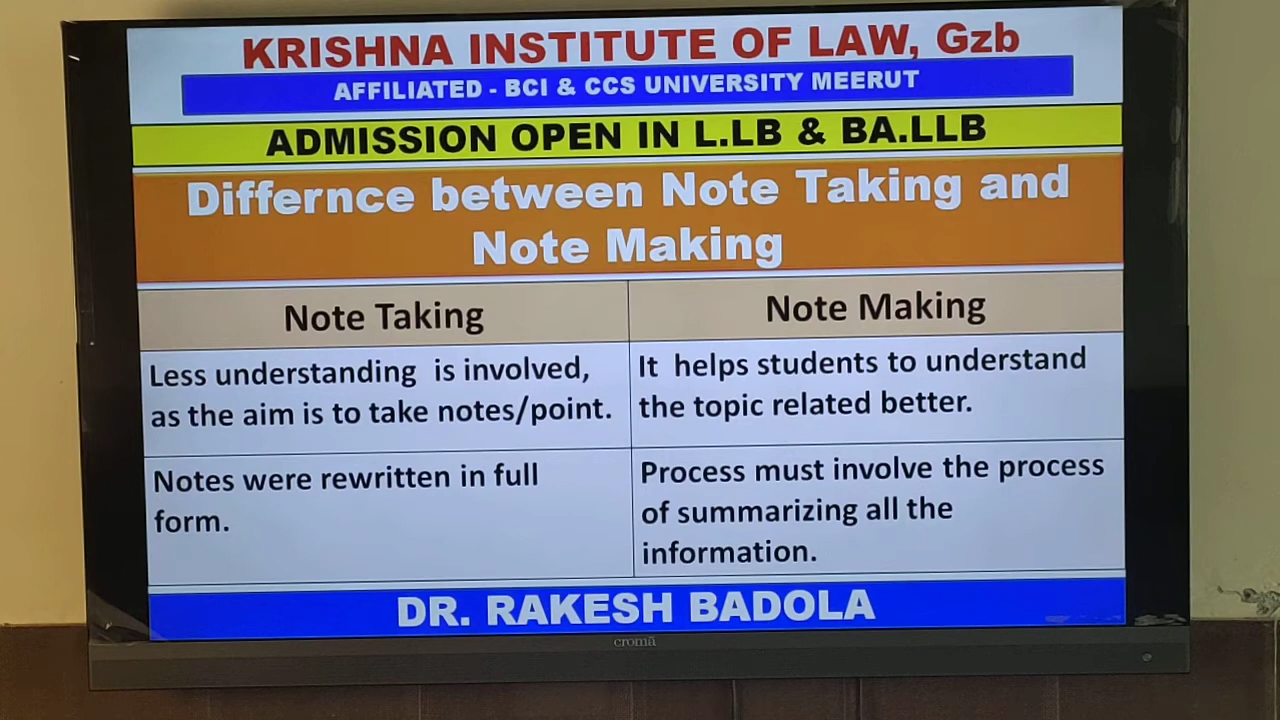 KRISHNA INSTITUTE OF LAW, Gzb
AFFILIATED - BCI & CCS UNIVERSITY MEERUT
ADMISSION OPEN IN L.LB & BA.LLB
Differnce between Note Taking and
Note Making
Note Taking
Less understanding is involved,
as the aim is to take notes/point.
Notes were rewritten in full
form.
Note Making
It helps students to understand
the topic related better.
Process must involve the process
of summarizing all the
information.
DR. RAKESH BADOLA
cromā